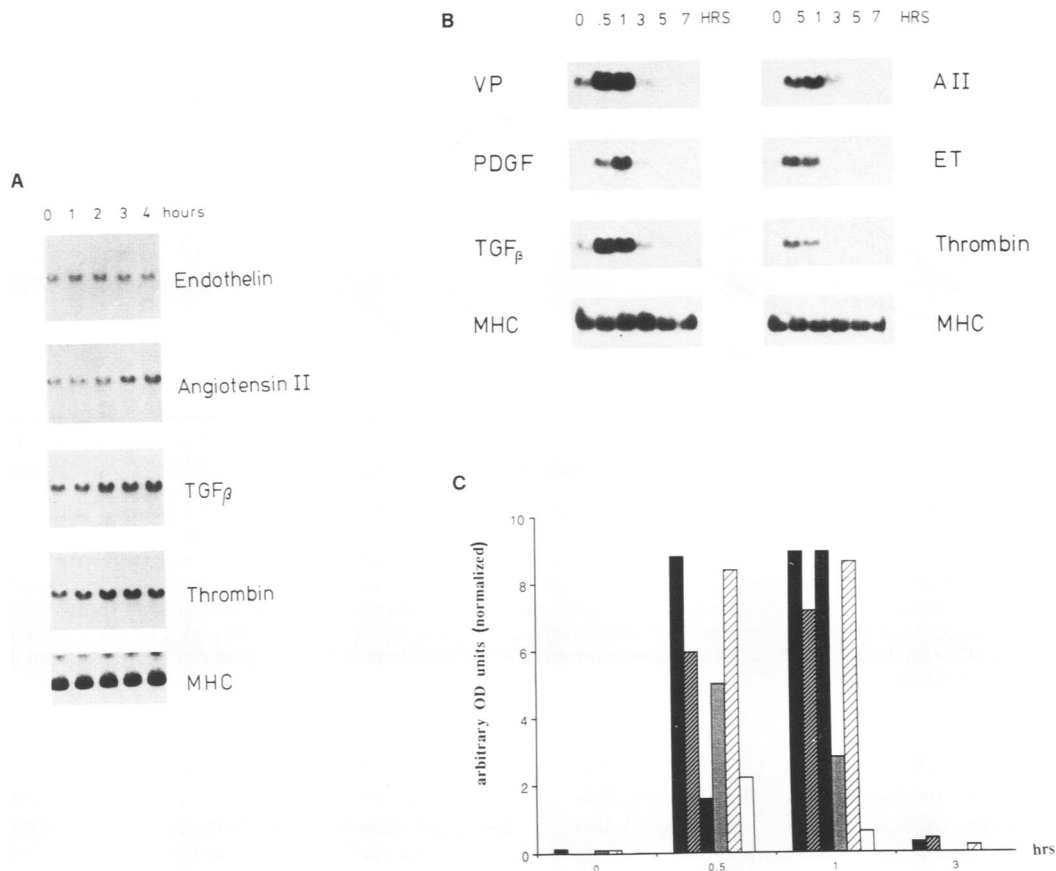 B
0 .5 1 3 5 7 HRS 0 .5 1 3 5 7 HRS
VP A II
PDGF ET
TGFβ Thrombin
MHC MHC
A
0 1 2 3 4 hours
Endothelin
Angiotensin II
TGFβ
Thrombin
MHC
C
arbitrary OD units (normalized)
10
8
6
4
2
0
0 0.5 1 3 hrs